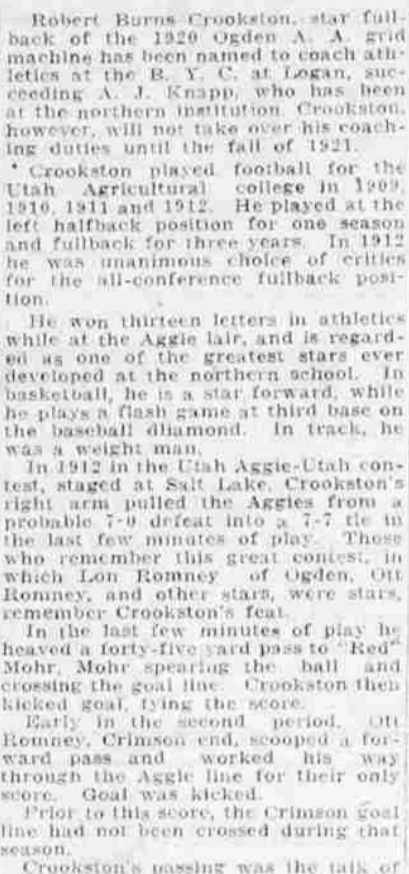 Robert Burns Crookston, star full-
back of the 1920 Ogden A. A. grid
machine has been named to coach ath-
letics at the B. Y. C. at Logan, suc-
ceeding A. J. Knapp, who has been
at the northern institution. Crookston,
however, will not take over his coach-
ing duties until the fall of 1921.
Crookston played football for the
Utah Agricultural college in 1909,
1910, 1911 and 1912. He played at the
left halfback position for one season
and fullback for three years. In 1912
he was unanimous choice of critics
for the all-conference fullback posi-
tion.
He won thirteen letters in athletics
while at the Aggie lair, and is regard-
ed as one of the greatest stars ever
developed at the northern school. In
basketball, he is a star forward, while
he plays a flash game at third base on
the baseball dliamond. In track, he
was a weight man.
In 1912 in the Utah Aggie-Utah con-
test, staged at Salt Lake, Crookston's
right arm pulled the Aggies from a
probable 7-0 defeat into a 7-7 tie in
the last few minutes of play. Those
who remember this great contest, in
which Lon Romney of Ogden, Ott
Romney, and other stars, were stars,
remember Crookston's feat.
In the last few minutes of play he
heaved a forty-five yard pass to "Red"
Mohr, Mohr spearing the ball and
crossing the goal line. Crookston then
kicked goal, tying the score.
Early in the second period, Ott
Romney, Crimson end, scooped a for-
ward pass and worked his way
through the Aggie line for their only
score. Goal was kicked.
Prior to this score, the Crimson goal
line had not been crossed during that
season.
Crookston's passing was the talk of